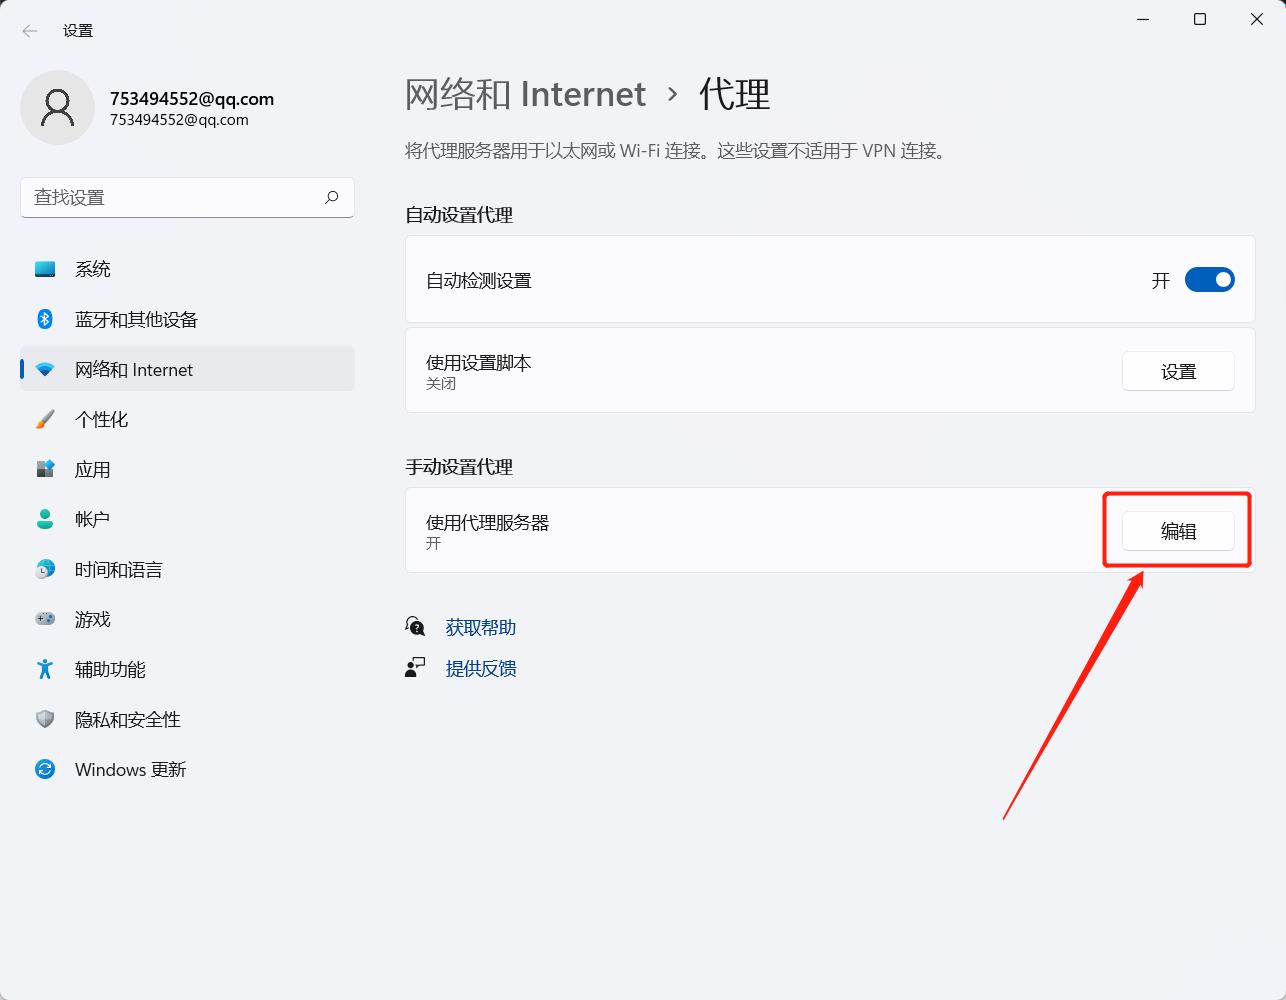 设置
753494552@qq.com
753494552@qq.com
查找设置
系统
蓝牙和其他设备
网络和 Internet
个性化
应用
帐户
时间和语言
游戏
辅助功能
隐私和安全性
Windows 更新
网络和 Internet › 代理
将代理服务器用于以太网或 Wi-Fi 连接。这些设置不适用于 VPN 连接。
自动设置代理
自动检测设置
开
使用设置脚本
关闭
设置
手动设置代理
使用代理服务器
开
编辑
获取帮助
提供反馈